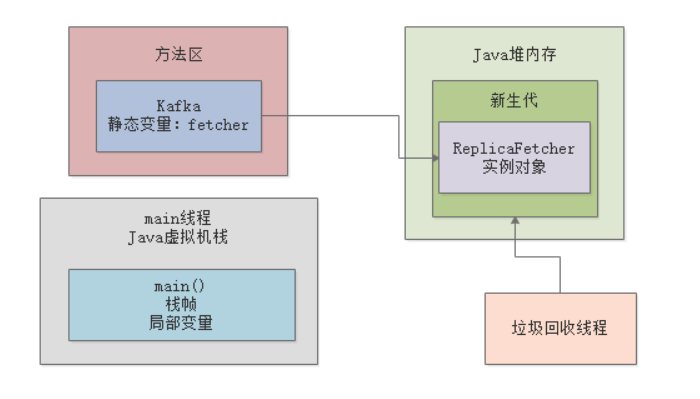 方法区
Kafka
静态变量：fetcher
Java堆内存
新生代
ReplicaFetcher
实例对象
main线程
Java虚拟机栈
main()
栈帧
局部变量
垃圾回收线程